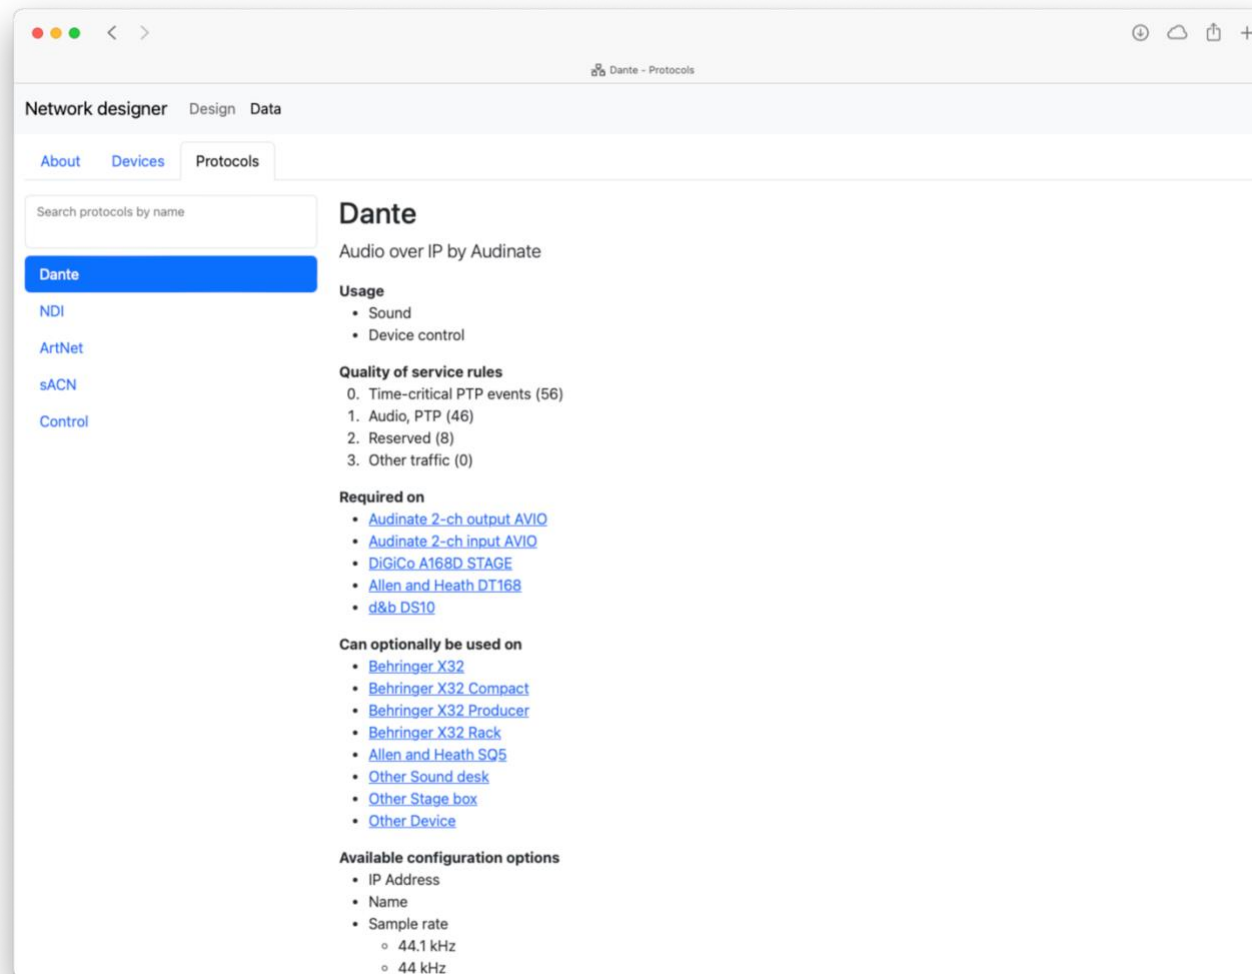 Dante - Protocols
Network designer Design Data
About Devices Protocols
Search protocols by name
Dante
NDI
ArtNet
sACN
Control
Dante
Audio over IP by Audinate
Usage
• Sound
• Device control
Quality of service rules
0. Time-critical PTP events (56)
1. Audio, PTP (46)
2. Reserved (8)
3. Other traffic (0)
Required on
• Audinate 2-ch output AVIO
• Audinate 2-ch input AVIO
• DiGiCo A168D STAGE
• Allen and Heath DT168
• d&b DS10
Can optionally be used on
• Behringer X32
• Behringer X32 Compact
• Behringer X32 Producer
• Behringer X32 Rack
• Allen and Heath SQ5
• Other Sound desk
• Other Stage box
• Other Device
Available configuration options
• IP Address
• Name
• Sample rate
◦ 44.1 kHz
◦ 44 kHz